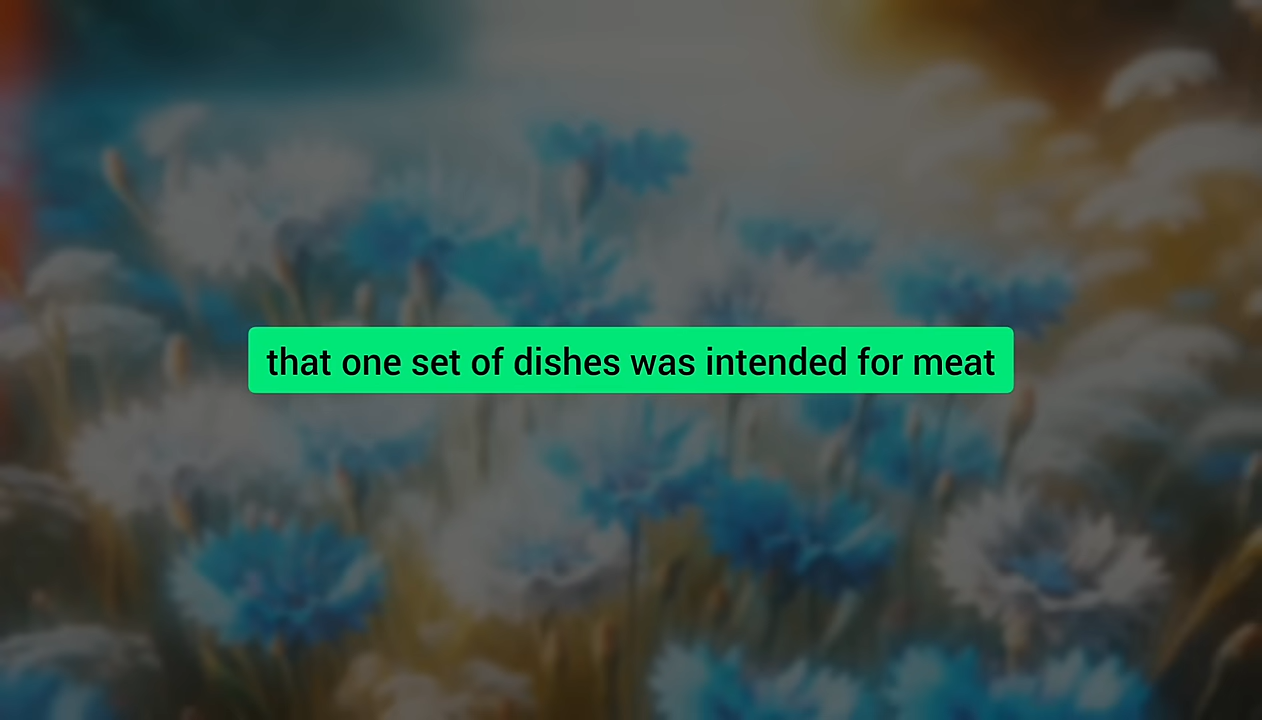 that one set of dishes was intended for meat